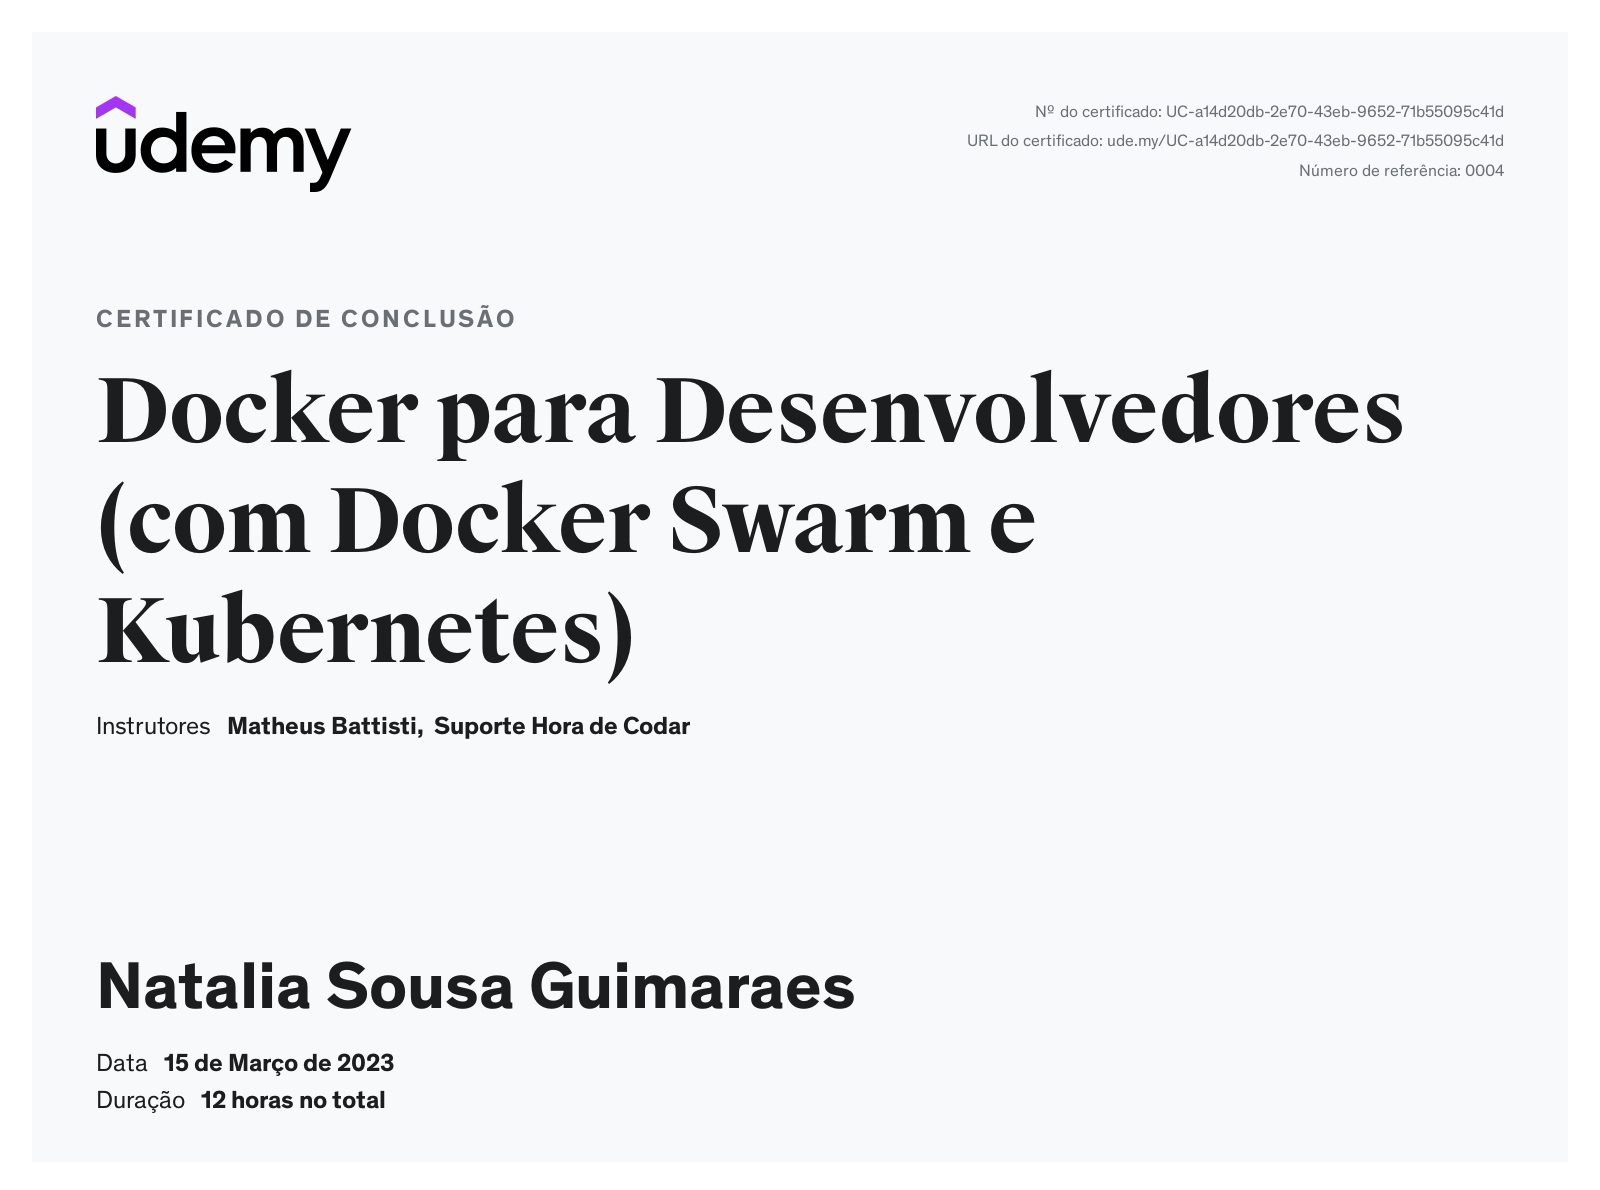 udemy
Nº do certificado: UC-a14d20db-2e70-43eb-9652-71b55095c41d
URL do certificado: ude.my/UC-a14d20db-2e70-43eb-9652-71b55095c41d
Número de referência: 0004
CERTIFICADO DE CONCLUSÃO
Docker para Desenvolvedores
(com Docker Swarm e
Kubernetes)
Instrutores Matheus Battisti, Suporte Hora de Codar
Natalia Sousa Guimaraes
Data 15 de Março de 2023
Duração 12 horas no total